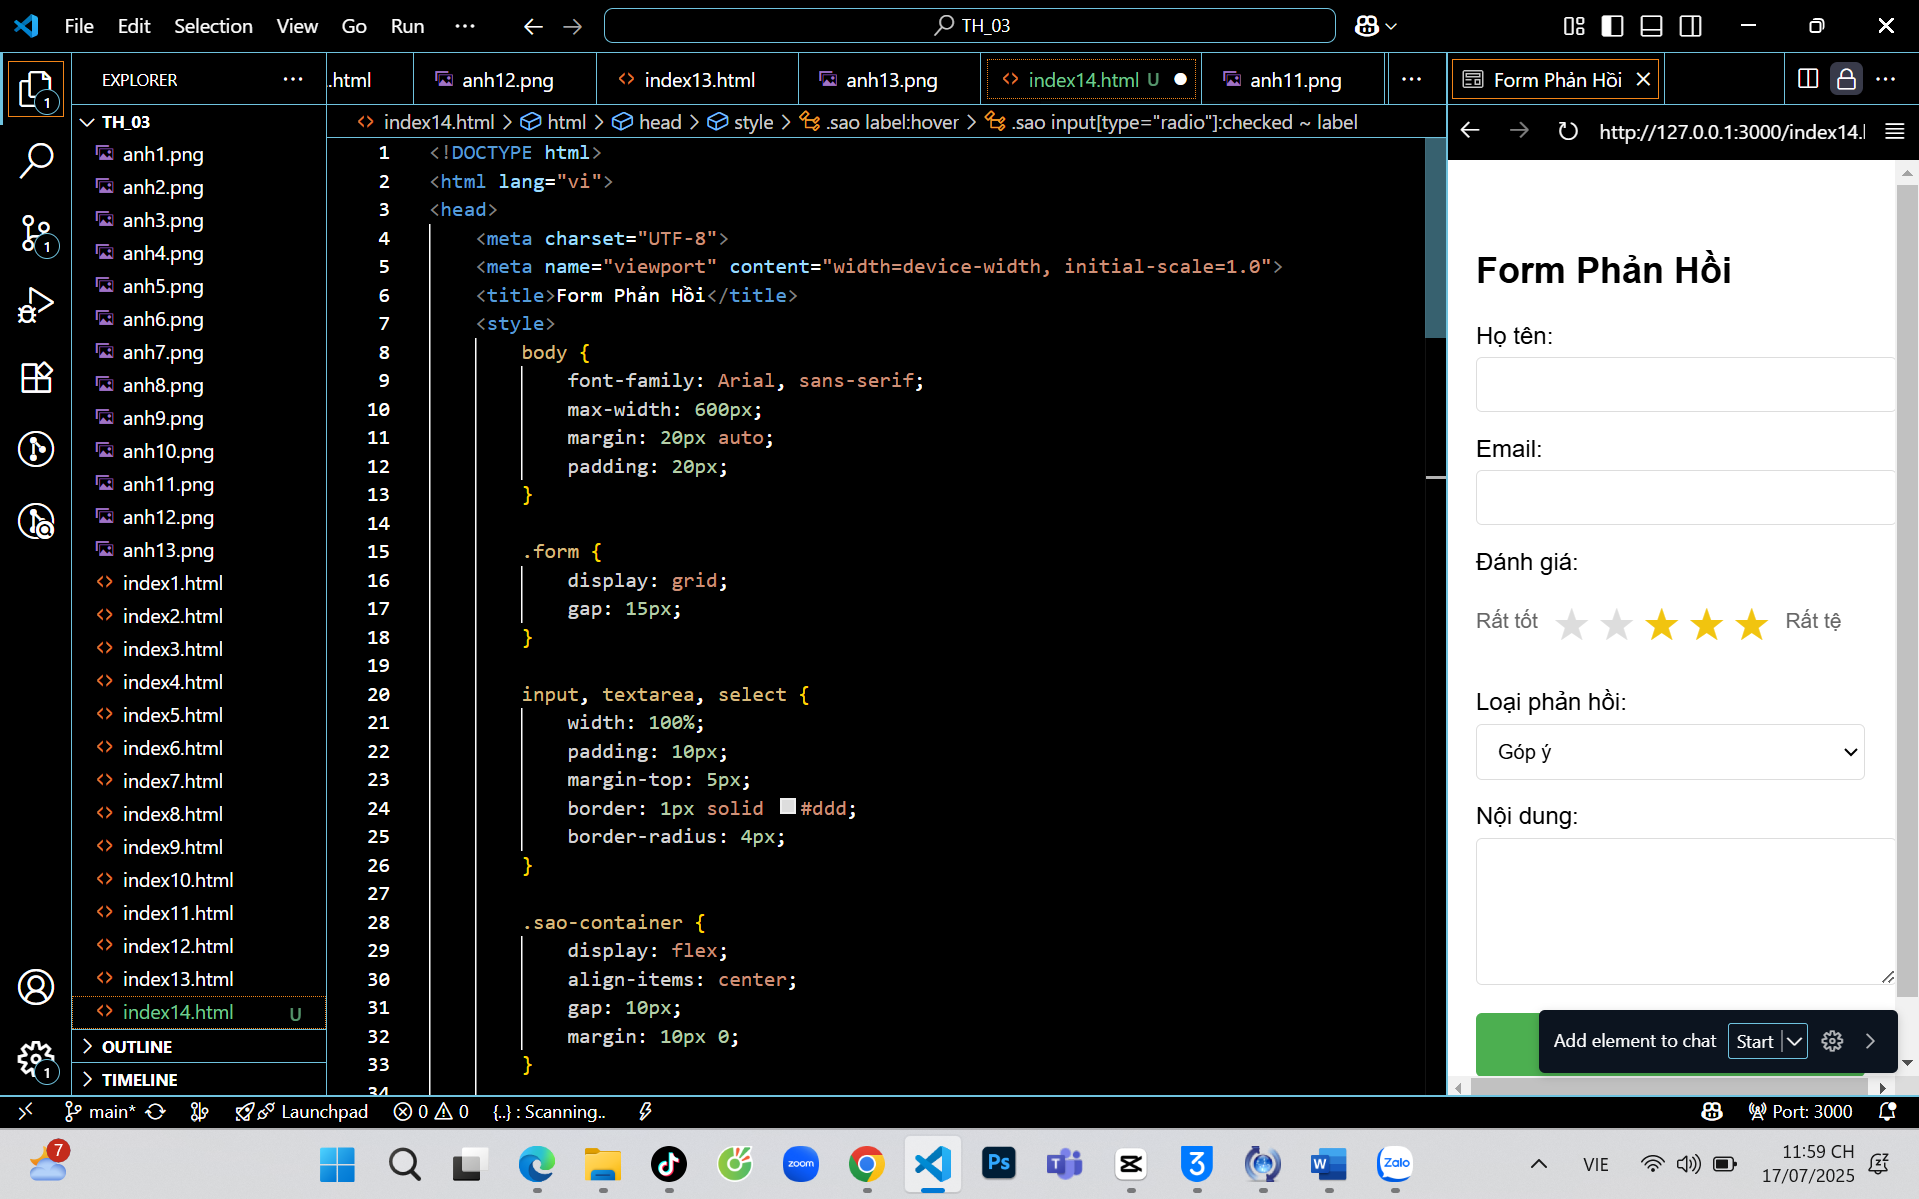 File Edit Selection View Go Run ··· TH_03
EXPLORER ···
.html anh12.png index13.html anh13.png index14.html U anh11.png ···
Form Phản Hồi
TH_03
index14.html > html > head > style > .sao label:hover > .sao input[type="radio"]:checked ~ label
http://127.0.0.1:3000/index14.l
anh1.png
anh2.png
anh3.png
anh4.png
anh5.png
anh6.png
anh7.png
anh8.png
anh9.png
anh10.png
anh11.png
anh12.png
anh13.png
index1.html
index2.html
index3.html
index4.html
index5.html
index6.html
index7.html
index8.html
index9.html
index10.html
index11.html
index12.html
index13.html
index14.html U
OUTLINE
TIMELINE
1
1
1
1 <!DOCTYPE html>
2 <html lang="vi">
3 <head>
4 <meta charset="UTF-8">
5 <meta name="viewport" content="width=device-width, initial-scale=1.0">
6 <title>Form Phản Hồi</title>
7 <style>
8 body {
9 font-family: Arial, sans-serif;
10 max-width: 600px;
11 margin: 20px auto;
12 padding: 20px;
13 }
14
15 .form {
16 display: grid;
17 gap: 15px;
18 }
19
20 input, textarea, select {
21 width: 100%;
22 padding: 10px;
23 margin-top: 5px;
24 border: 1px solid #ddd;
25 border-radius: 4px;
26 }
27
28 .sao-container {
29 display: flex;
30 align-items: center;
31 gap: 10px;
32 margin: 10px 0;
33 }
34
Form Phản Hồi
Họ tên:
Email:
Đánh giá:
Rất tốt ★ ★ ★ ★ ★ Rất tệ
Loại phản hồi:
Góp ý
Nội dung:
Add element to chat Start
main* Launchpad 0 0 {..} : Scanning.. Port: 3000
7
zoom
Ps
3
W
Zalo
VIE
11:59 CH
17/07/2025